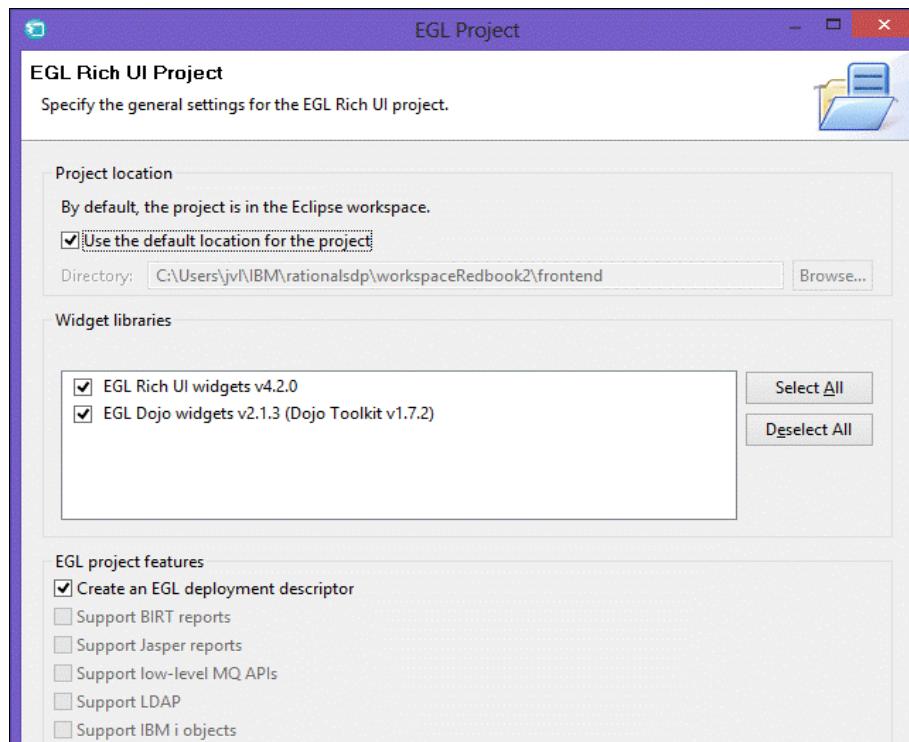 EGL Project
EGL Rich UI Project
Specify the general settings for the EGL Rich UI project.
Project location
By default, the project is in the Eclipse workspace.
Use the default location for the project
Directory: C:\Users\jvl\IBM\rationalsdp\workspaceRedbook2\frontend Browse...
Widget libraries
EGL Rich UI widgets v4.2.0
EGL Dojo widgets v2.1.3 (Dojo Toolkit v1.7.2)
Select All
Deselect All
EGL project features
Create an EGL deployment descriptor
Support BIRT reports
Support Jasper reports
Support low-level MQ APIs
Support LDAP
Support IBM i objects